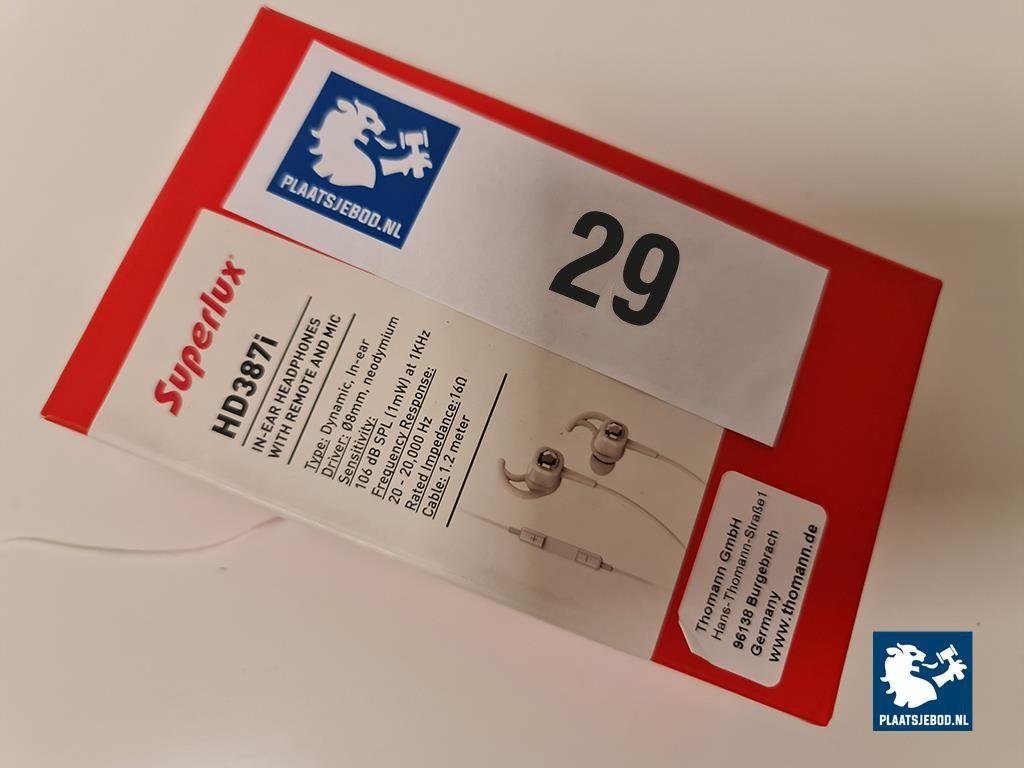 PLAATSJEBOD.NL
29
Superlux®
HD387i
IN-EAR HEADPHONES
WITH REMOTE AND MIC
Type: Dynamic, In-ear
Driver: Ø8mm, neodymium
Sensitivity:
106 dB SPL (1mW) at 1KHz
Frequency Response:
20 - 20,000 Hz
Rated Impedance: 16Ω
Cable: 1.2 meter
+
−
Thomann GmbH
Hans-Thomann-Straße1
96138 Burgebrach
Germany
www.thomann.de
PLAATSJEBOD.NL